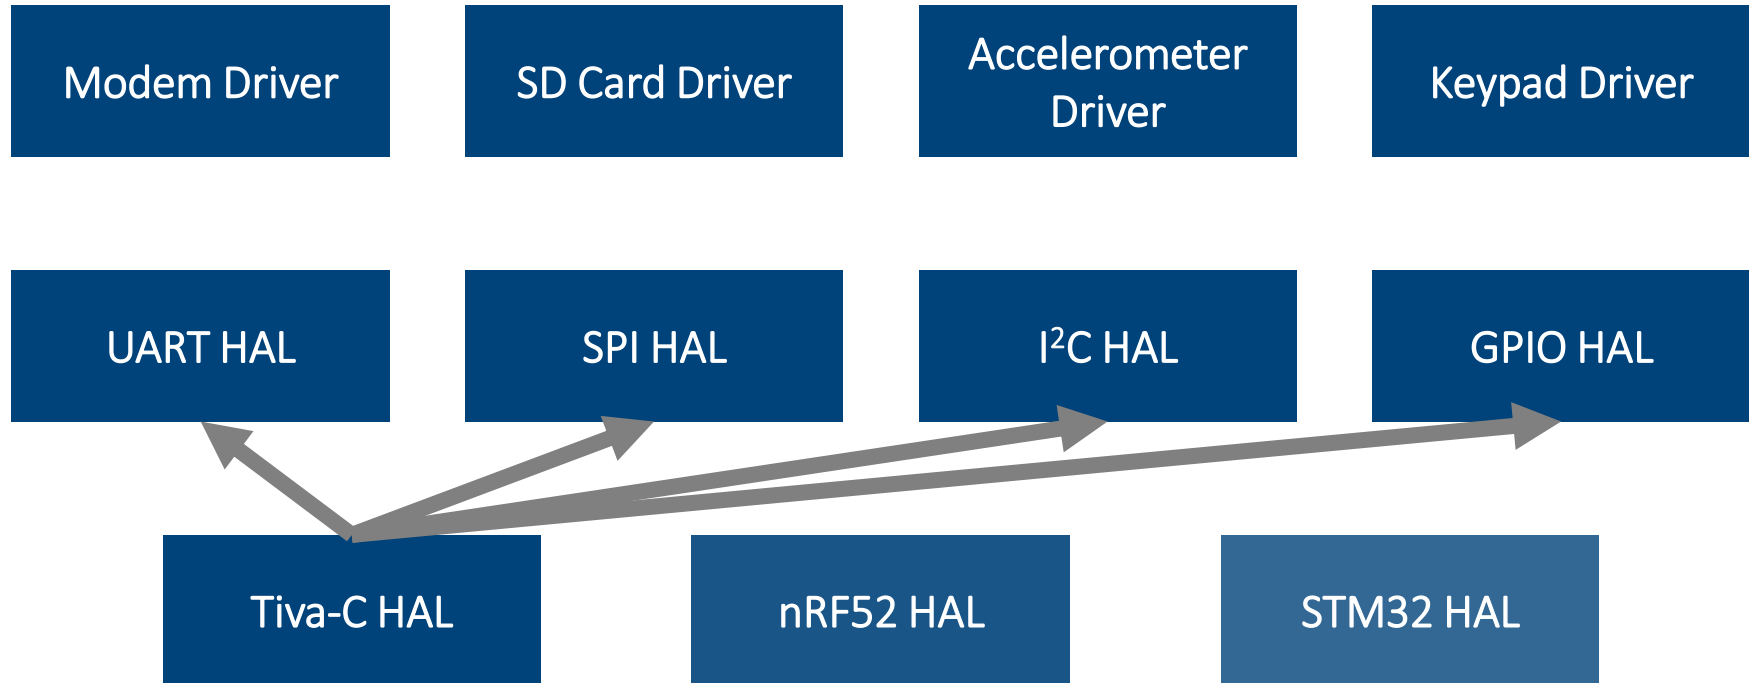 Modem Driver
SD Card Driver
Accelerometer
Driver
Keypad Driver
UART HAL
SPI HAL
I²C HAL
GPIO HAL
Tiva-C HAL
nRF52 HAL
STM32 HAL